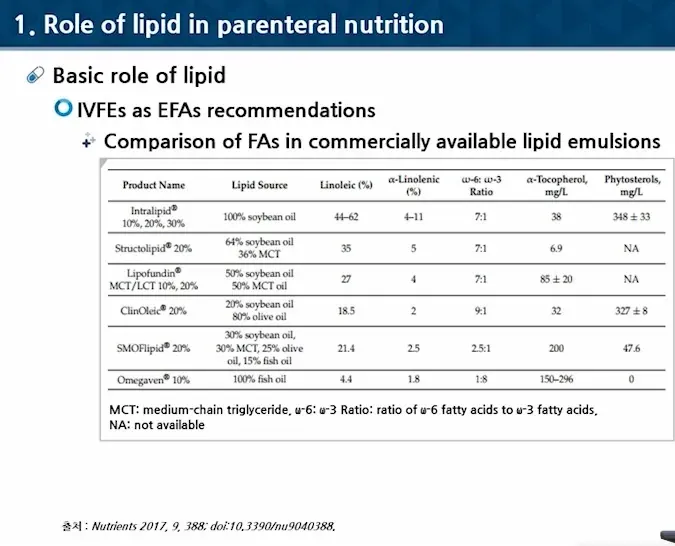 1. Role of lipid in parenteral nutrition
Basic role of lipid
IVFEs as EFAs recommendations
Comparison of FAs in commercially available lipid emulsions
Product Name Lipid Source Linoleic (%) α-Linolenic (%) ω-6: ω-3 Ratio α-Tocopherol, mg/L Phytosterols, mg/L
Intralipid® 10%, 20%, 30% 100% soybean oil 44–62 4–11 7:1 38 348 ± 33
Structolipid® 20% 64% soybean oil 36% MCT 35 5 7:1 6.9 NA
Lipofundin® MCT/LCT 10%, 20% 50% soybean oil 50% MCT oil 27 4 7:1 85 ± 20 NA
ClinOleic® 20% 20% soybean oil 80% olive oil 18.5 2 9:1 32 327 ± 8
SMOFlipid® 20% 30% soybean oil, 30% MCT, 25% olive oil, 15% fish oil 21.4 2.5 2.5:1 200 47.6
Omegaven® 10% 100% fish oil 4.4 1.8 1:8 150–296 0
MCT: medium-chain triglyceride, ω-6: ω-3 Ratio: ratio of ω-6 fatty acids to ω-3 fatty acids,
NA: not available
출처 : Nutrients 2017, 9, 388; doi:10.3390/nu9040388.